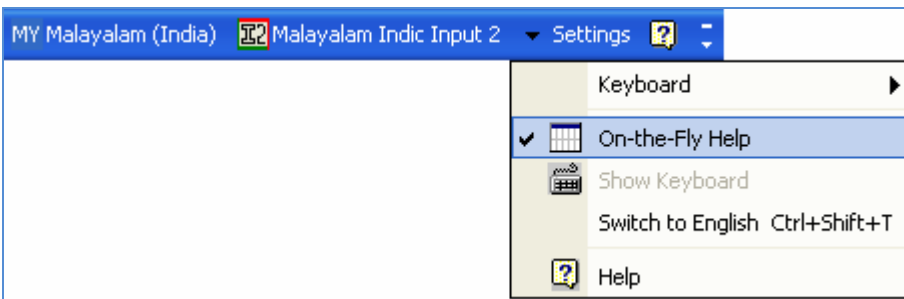 MY Malayalam (India) Malayalam Indic Input 2 Settings
Keyboard
On-the-Fly Help
Show Keyboard
Switch to English Ctrl+Shift+T
Help